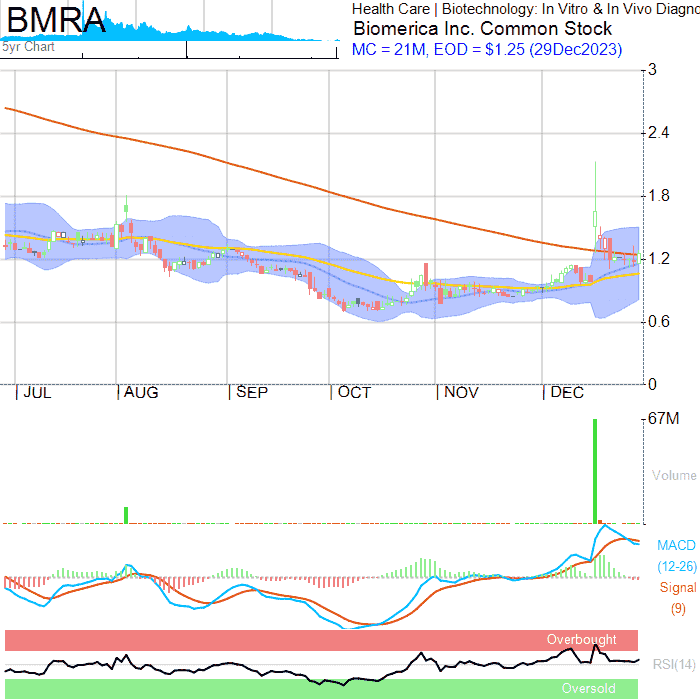 BMRA
5yr Chart
Health Care | Biotechnology: In Vitro & In Vivo Diagno
Biomerica Inc. Common Stock
MC = 21M, EOD = $1.25 (29Dec2023)
3
2.4
1.8
1.2
0.6
0
JUL
AUG
SEP
OCT
NOV
DEC
67M
Volume
MACD
(12-26)
Signal
(9)
Overbought
RSI(14)
Oversold